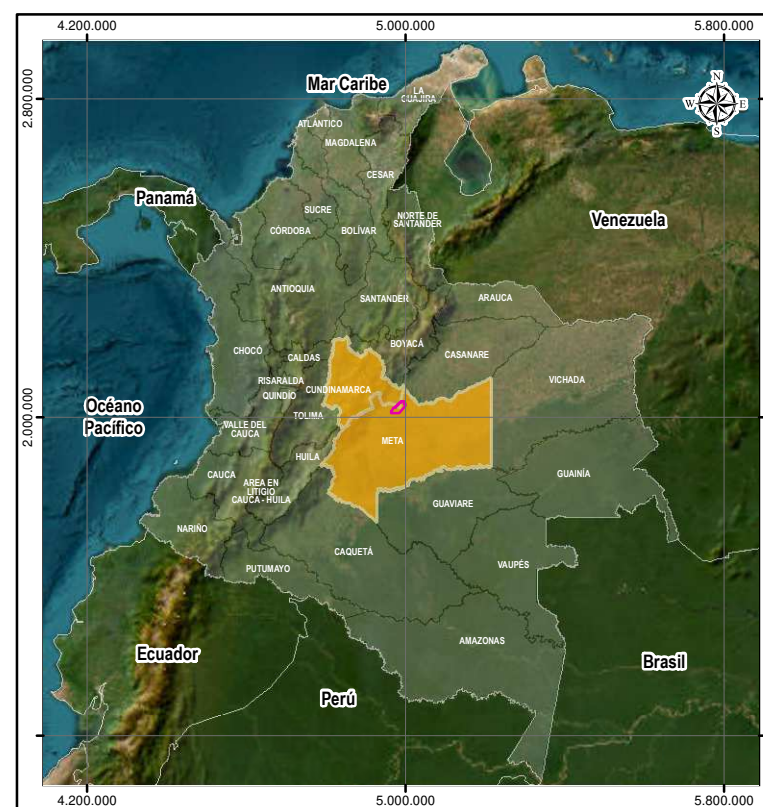 4.200.000
5.000.000
5.800.000
2.800.000
Mar Caribe
LA
GUAJIRA
N
W
E
S
ATLÁNTICO
MAGDALENA
CESAR
Panamá
SUCRE
NORTE DE
SANTANDER
Venezuela
CÓRDOBA
BOLÍVAR
ANTIOQUIA
SANTANDER
ARAUCA
CHOCÓ
CALDAS
BOYACÁ
CASANARE
VICHADA
RISARALDA
CUNDINAMARCA
QUINDIO
Océano
Pacífico
2.000.000
TOLIMA
VALLE DEL
CAUCA
META
HUILA
CAUCA
AREA EN
LITIGIO
CAUCA - HUILA
GUAINÍA
GUAVIARE
NARIÑO
CAQUETÁ
VAUPÉS
PUTUMAYO
AMAZONAS
Ecuador
Brasil
Perú
4.200.000
5.000.000
5.800.000